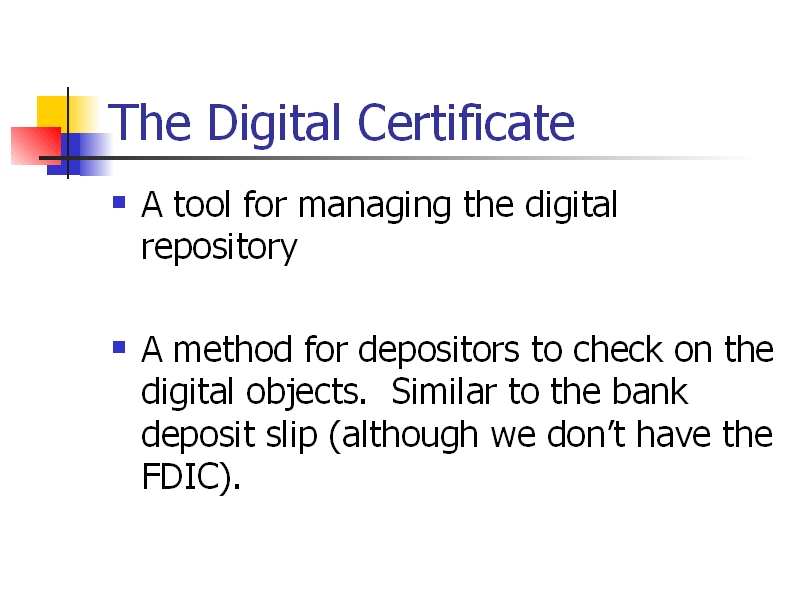 The Digital Certificate
A tool for managing the digital
repository
A method for depositors to check on the
digital objects.  Similar to the bank
deposit slip (although we don’t have the
FDIC).